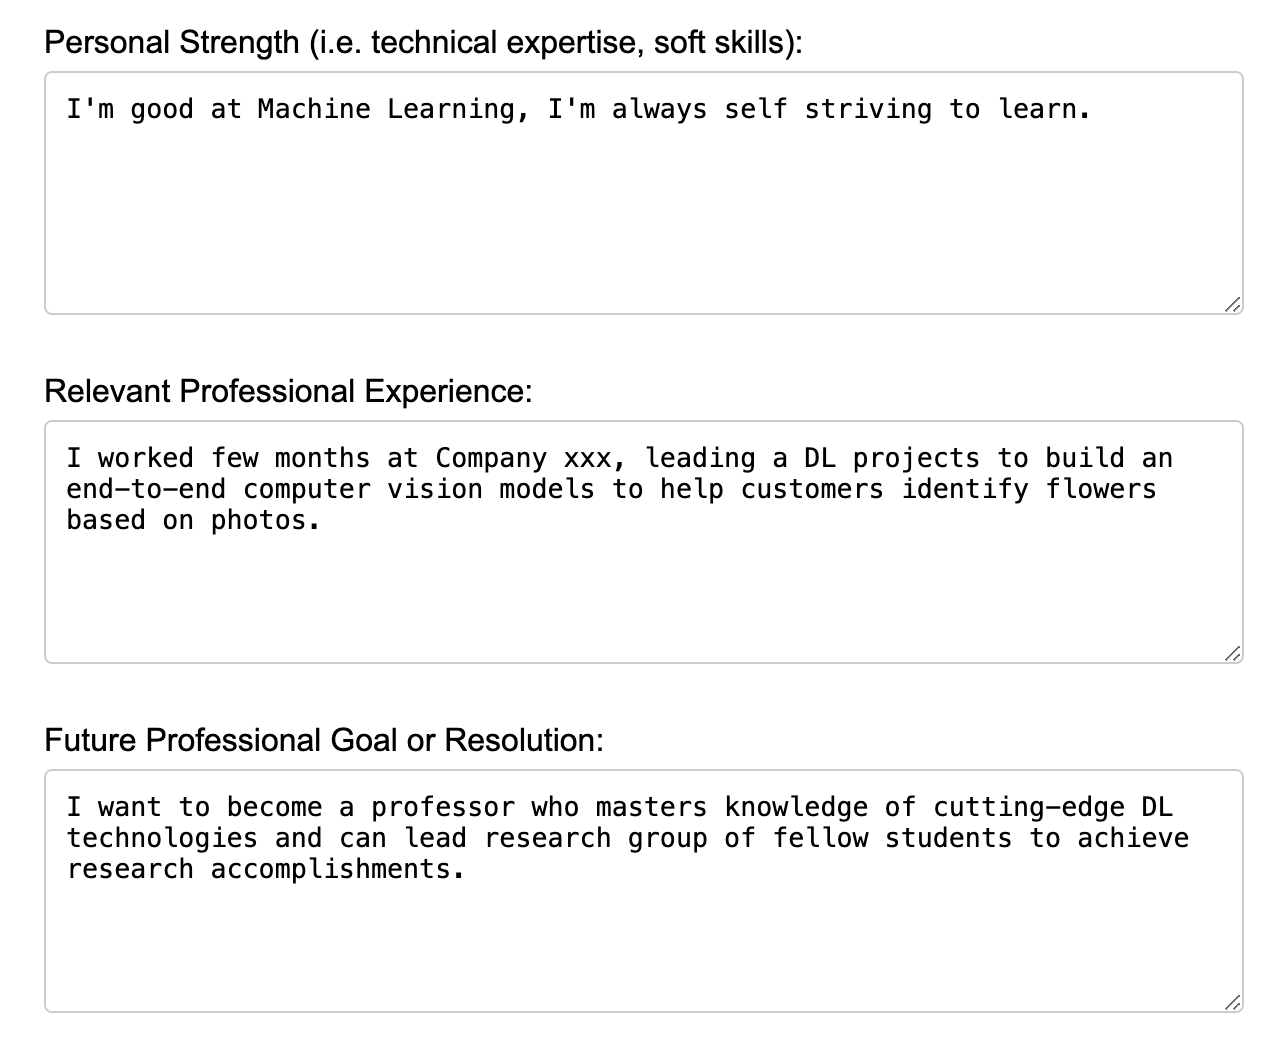 Personal Strength (i.e. technical expertise, soft skills):
I'm good at Machine Learning, I'm always self striving to learn.
Relevant Professional Experience:
I worked few months at Company xxx, leading a DL projects to build an
end-to-end computer vision models to help customers identify flowers
based on photos.
Future Professional Goal or Resolution:
I want to become a professor who masters knowledge of cutting-edge DL
technologies and can lead research group of fellow students to achieve
research accomplishments.